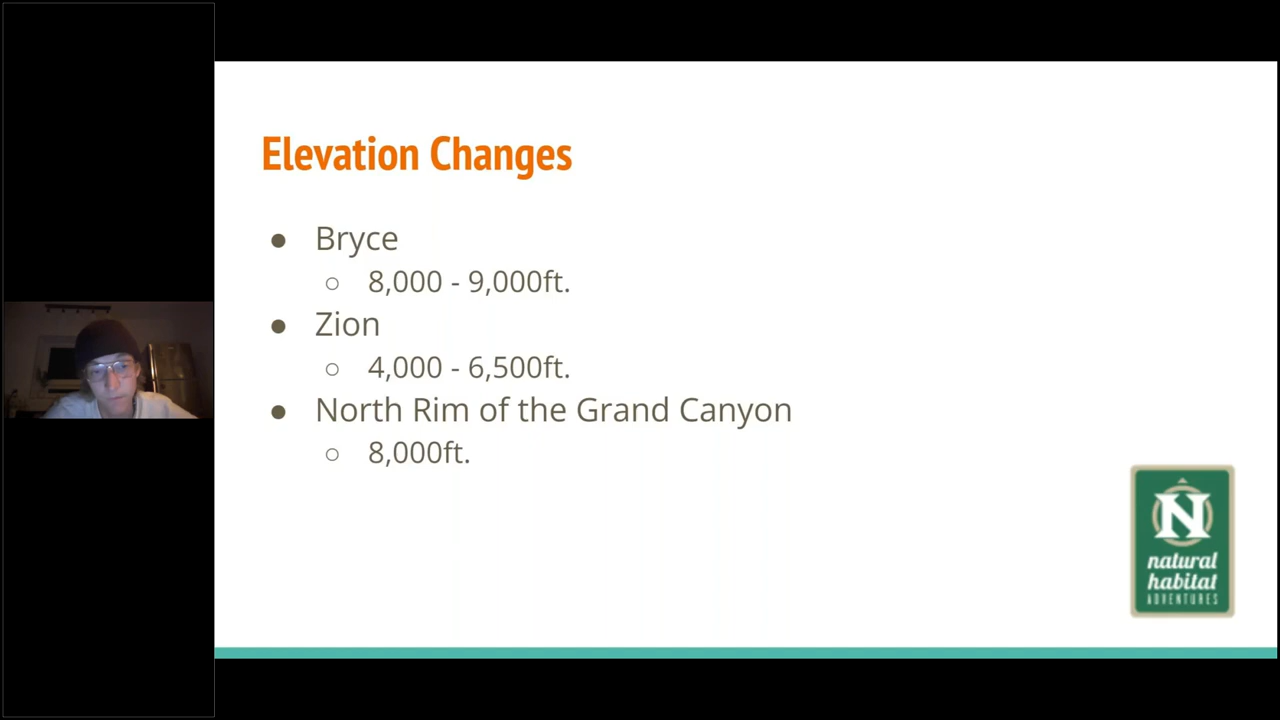 Elevation Changes
● Bryce
○ 8,000 - 9,000ft.
● Zion
○ 4,000 - 6,500ft.
● North Rim of the Grand Canyon
○ 8,000ft.
N
natural
habitat
ADVENTURES